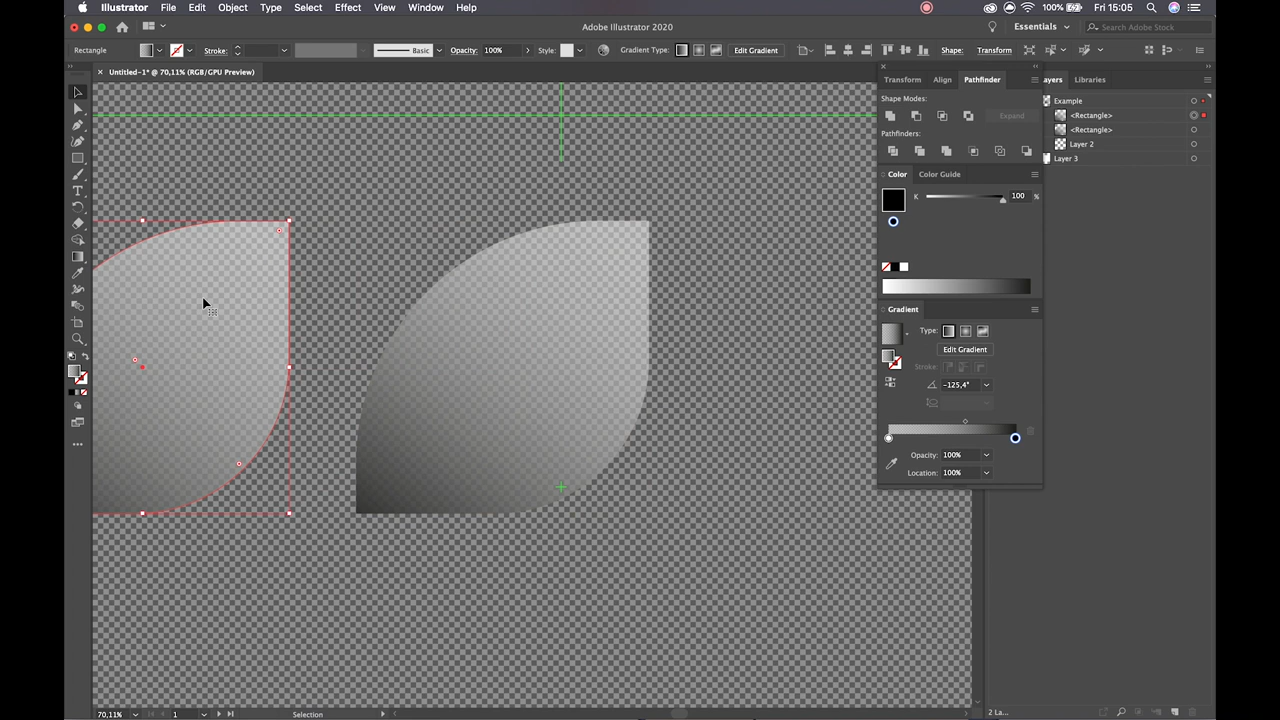 Illustrator File Edit Object Type Select Effect View Window Help 100% Fri 15:05
Adobe Illustrator 2020 Essentials Search Adobe Stock
Rectangle Stroke: Basic Opacity: 100% Style: Gradient Type: Edit Gradient Shape: Transform
× Untitled-1* @ 70,11% (RGB/GPU Preview)
Transform Align Pathfinder ayers Libraries
Shape Modes:
Expand
Pathfinders:
Example
<Rectangle>
<Rectangle>
Layer 2
Layer 3
Color Color Guide
K 100 %
Gradient
Type:
Edit Gradient
Stroke:
-125,4°
Opacity: 100%
Location: 100%
70,11% 1 Selection 2 La...